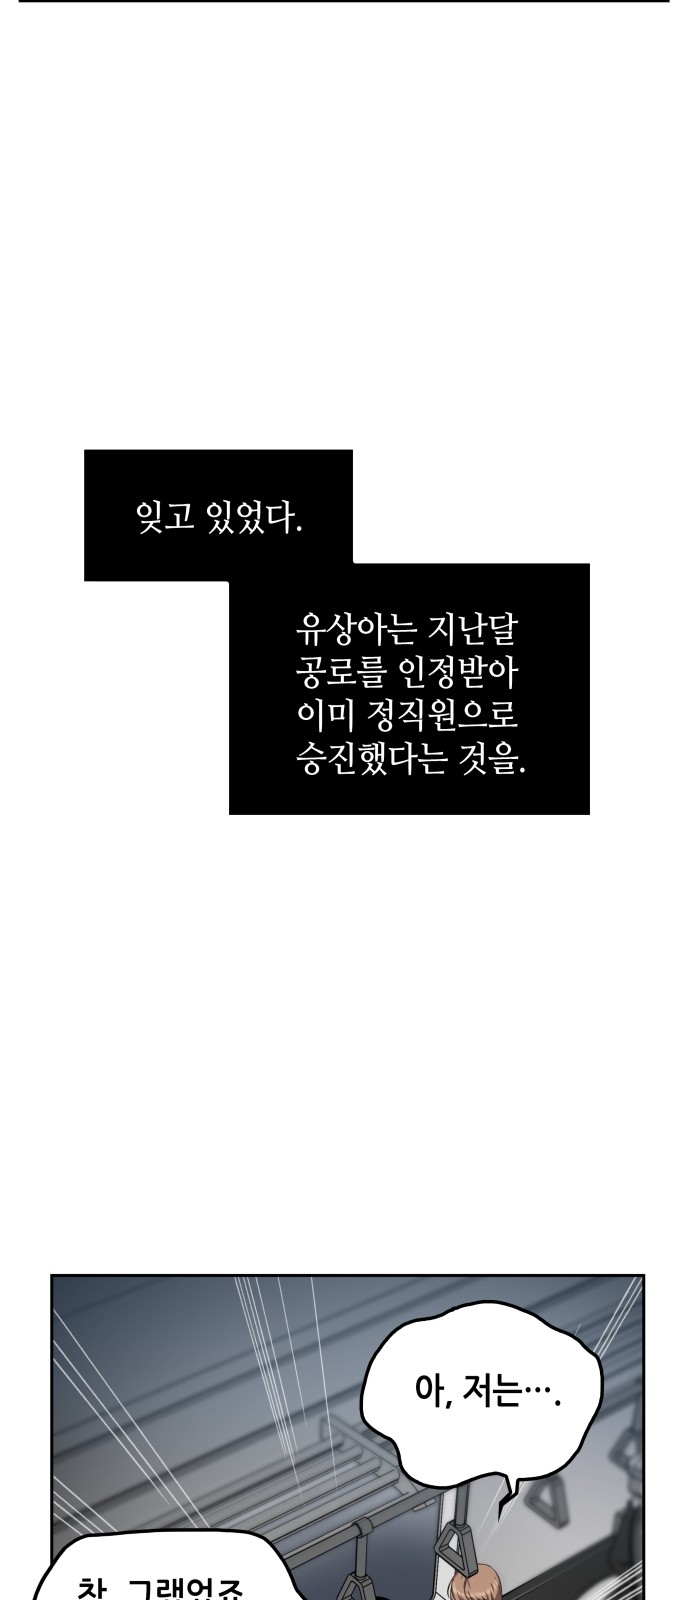 잊고 있었다.
유상아는 지난달
공로를 인정받아
이미 정직원으로
승진했다는 것을.
아, 저는···.
참, 그랬었죠